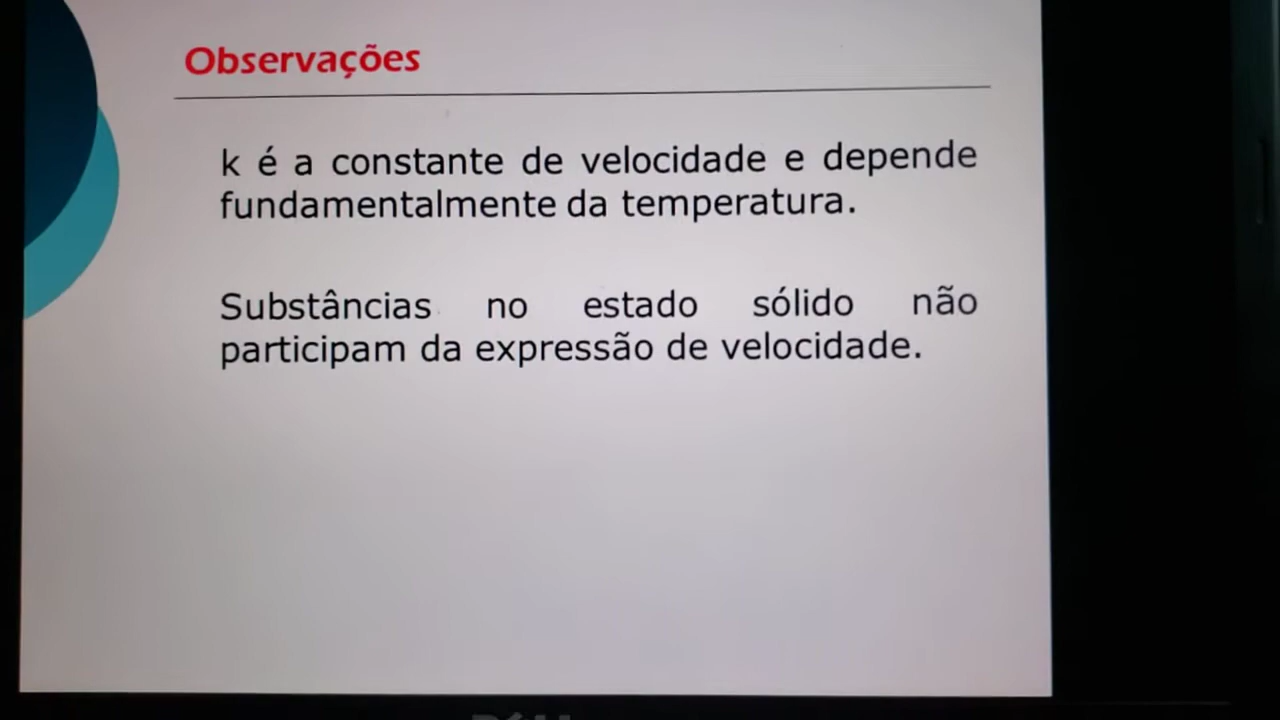 Observações
k é a constante de velocidade e depende
fundamentalmente da temperatura.
Substâncias no estado sólido não
participam da expressão de velocidade.